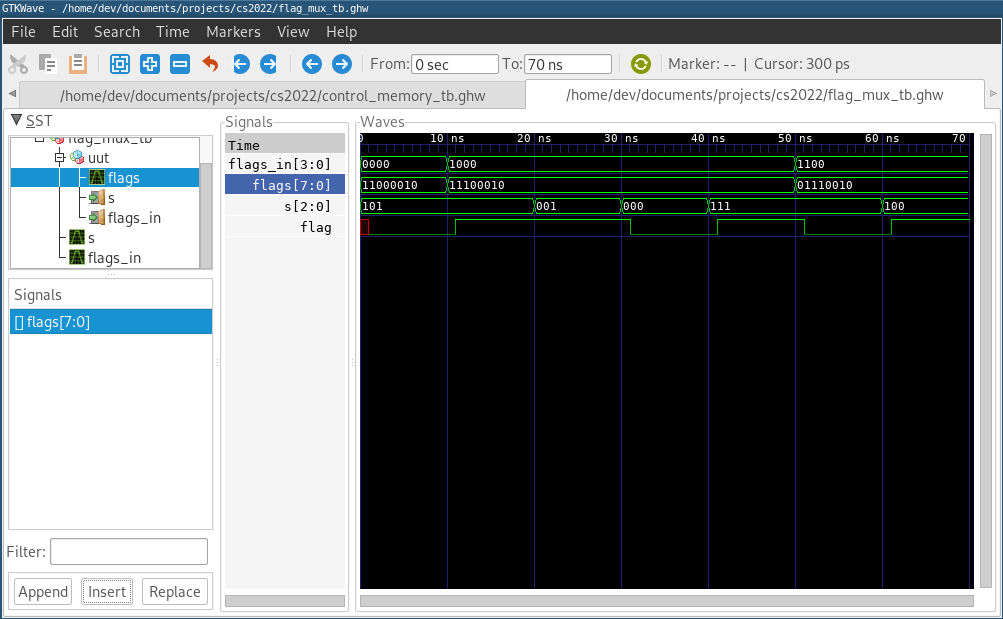 GTKWave - /home/dev/documents/projects/cs2022/flag_mux_tb.ghw
File Edit Search Time Markers View Help
From: 0 sec To: 70 ns Marker: -- | Cursor: 300 ps
/home/dev/documents/projects/cs2022/control_memory_tb.ghw /home/dev/documents/projects/cs2022/flag_mux_tb.ghw
SST
flag_mux_tb
uut
flags
s
flags_in
s
flags_in
Signals
[] flags[7:0]
Filter:
Append Insert Replace
Signals
Time
flags_in[3:0]
flags[7:0]
s[2:0]
flag
Waves
0 10 ns 20 ns 30 ns 40 ns 50 ns 60 ns 70
0000 1000 1100
11000010 11100010 01110010
101 001 000 111 100